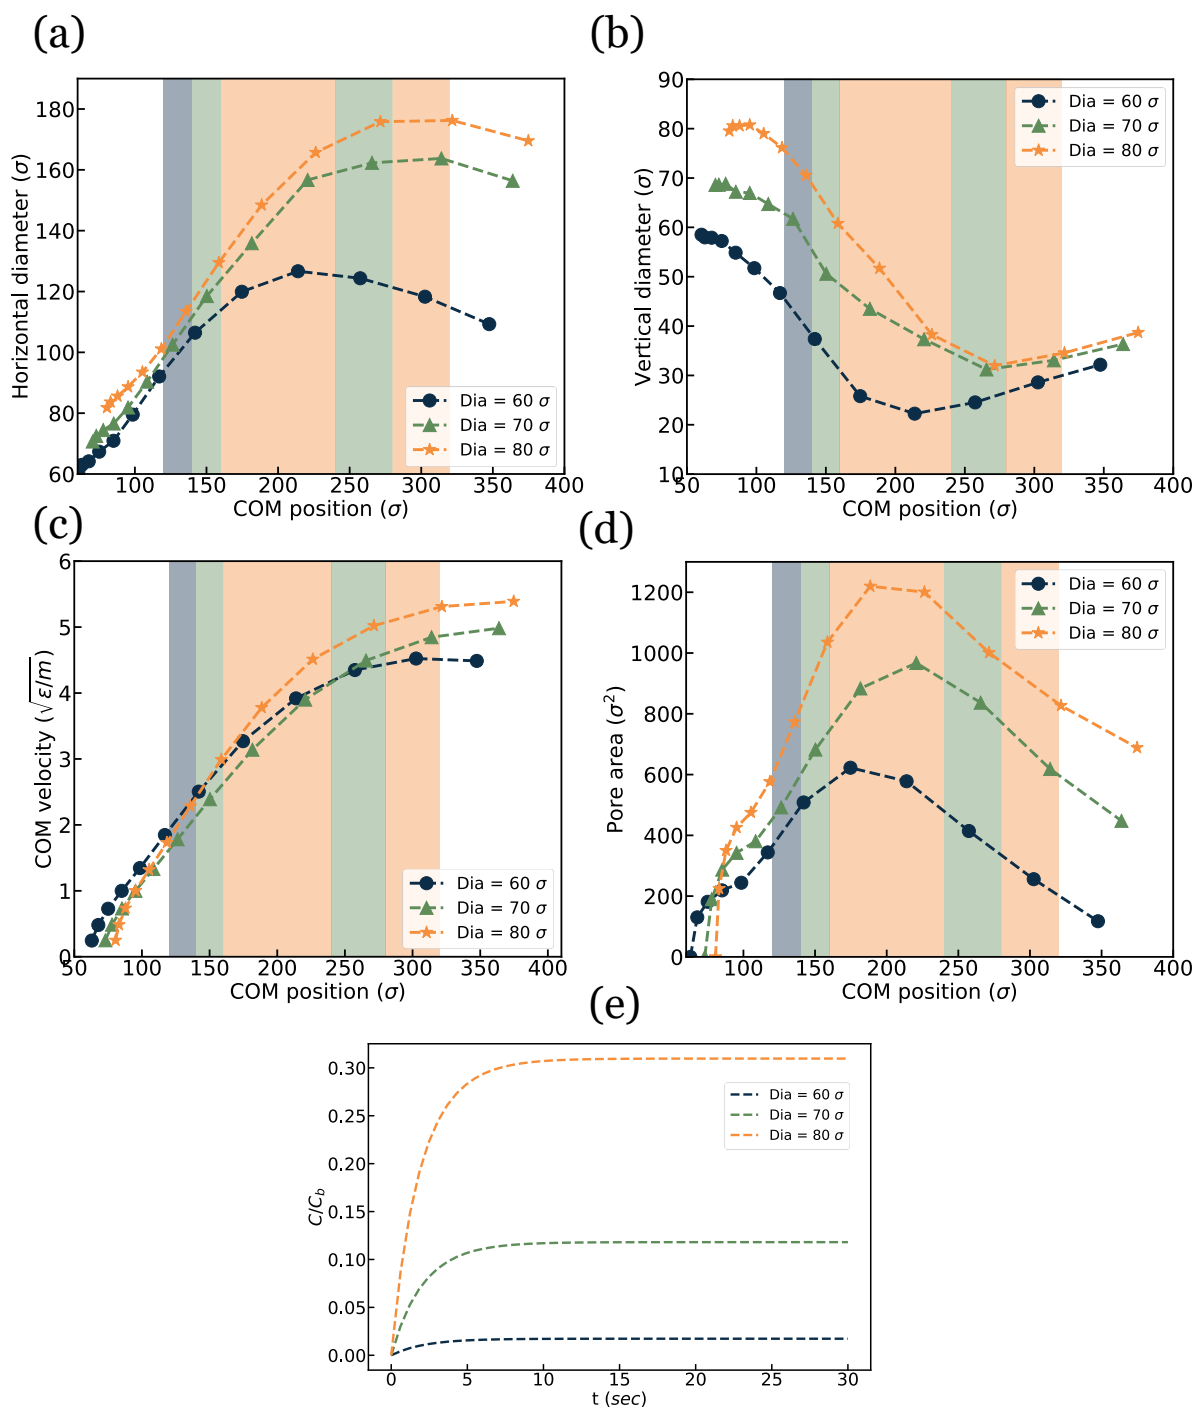 (a)
Horizontal diameter (σ)
180
160
140
120
100
80
60
100 150 200 250 300 350 400
COM position (σ)
Dia = 60 σ
Dia = 70 σ
Dia = 80 σ
(b)
Vertical diameter (σ)
90
80
70
60
50
40
30
20
10
50 100 150 200 250 300 350 400
COM position (σ)
Dia = 60 σ
Dia = 70 σ
Dia = 80 σ
(c)
COM velocity (√ε/m)
6
5
4
3
2
1
0
50 100 150 200 250 300 350 400
COM position (σ)
Dia = 60 σ
Dia = 70 σ
Dia = 80 σ
(d)
Pore area (σ²)
1200
1000
800
600
400
200
0
100 150 200 250 300 350 400
COM position (σ)
Dia = 60 σ
Dia = 70 σ
Dia = 80 σ
(e)
C/C_b
0.30
0.25
0.20
0.15
0.10
0.05
0.00
0 5 10 15 20 25 30
t (sec)
Dia = 60 σ
Dia = 70 σ
Dia = 80 σ